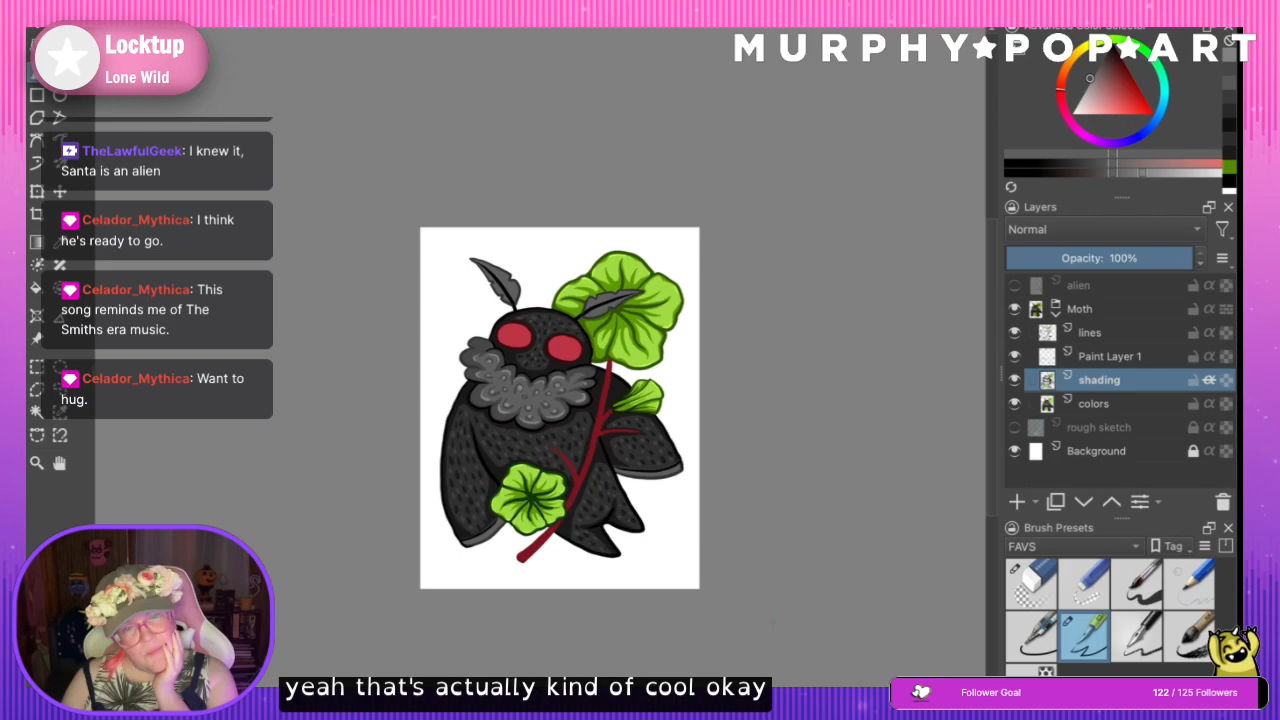 Locktup
Lone Wild
MURPHY★POP★ART
TheLawfulGeek: I knew it,
Santa is an alien
Celador_Mythica: I think
he's ready to go.
Celador_Mythica: This
song reminds me of The
Smiths era music.
Celador_Mythica: Want to
hug.
Layers
Normal
Opacity: 100%
alien
Moth
lines
Paint Layer 1
shading
colors
rough sketch
Background
Brush Presets
FAVS
Tag
yeah that's actually kind of cool okay
Follower Goal
122 / 125 Followers